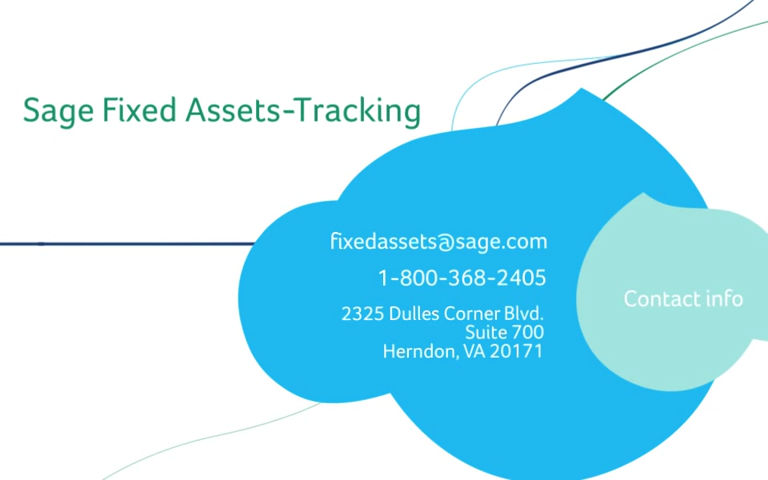 Sage Fixed Assets-Tracking
fixedassets@sage.com
1-800-368-2405
2325 Dulles Corner Blvd.
Suite 700
Herndon, VA 20171
Contact info